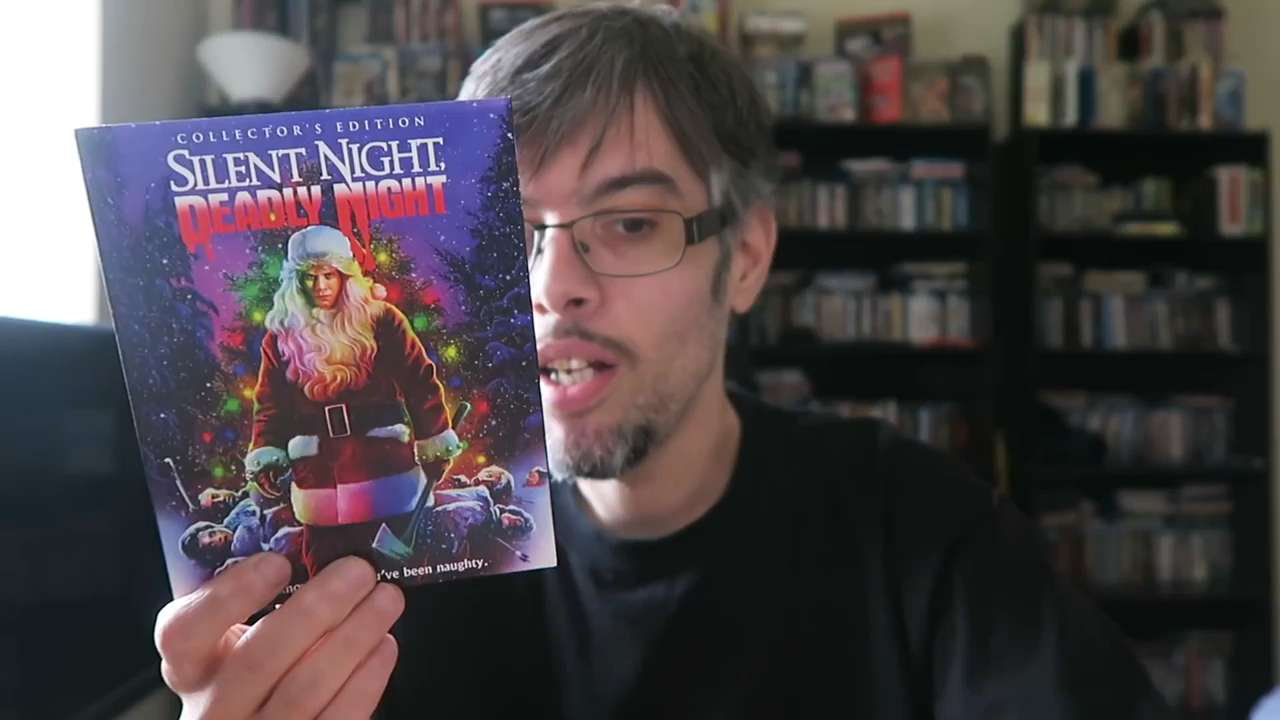 COLLECTOR'S EDITION
SILENT NIGHT,
DEADLY NIGHT
've been naughty.